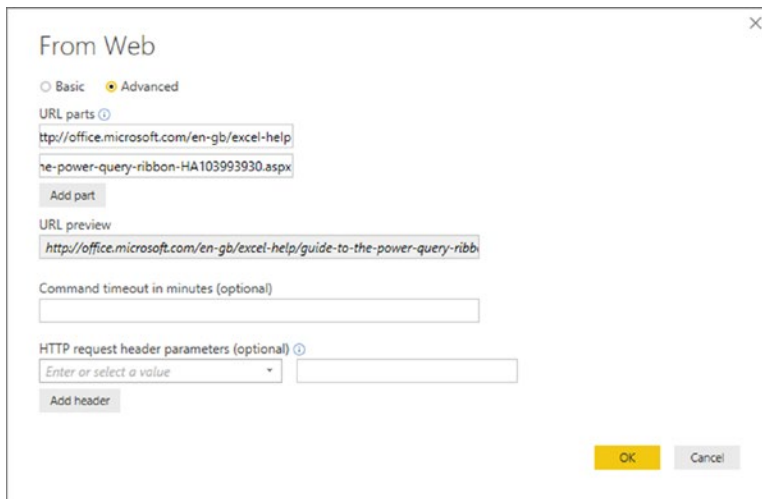 From Web
Basic Advanced
URL parts
ttp://office.microsoft.com/en-gb/excel-help
ne-power-query-ribbon-HA103993930.aspx
Add part
URL preview
http://office.microsoft.com/en-gb/excel-help/guide-to-the-power-query-ribb
Command timeout in minutes (optional)
HTTP request header parameters (optional)
Enter or select a value
Add header
OK Cancel